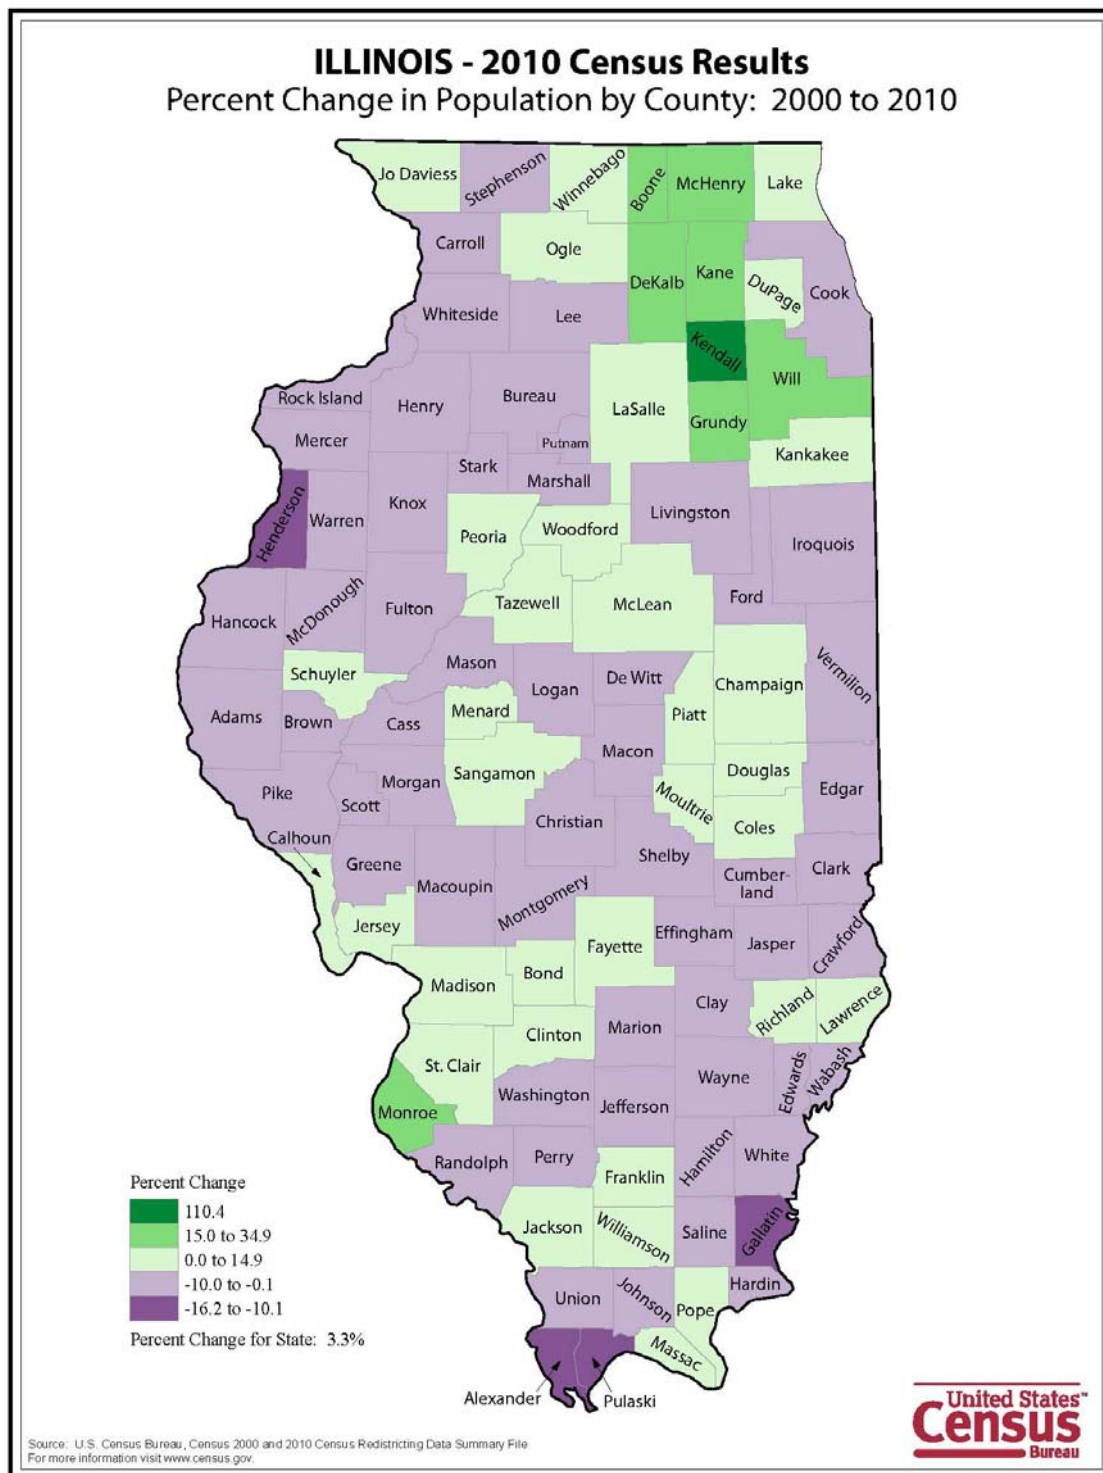 ILLINOIS - 2010 Census Results
Percent Change in Population by County: 2000 to 2010
Jo Daviess
Stephenson
Winnebago
Boone
McHenry
Lake
Carroll
Ogle
DeKalb
Kane
DuPage
Cook
Whiteside
Lee
Kendall
Will
Rock Island
Henry
Bureau
LaSalle
Grundy
Mercer
Putnam
Kankakee
Stark
Marshall
Henderson
Warren
Knox
Peoria
Woodford
Livingston
Iroquois
Hancock
McDonough
Fulton
Tazewell
McLean
Ford
Schuyler
Mason
Logan
De Witt
Champaign
Vermilion
Adams
Brown
Cass
Menard
Piatt
Macon
Pike
Scott
Morgan
Sangamon
Moultrie
Douglas
Edgar
Christian
Coles
Calhoun
Greene
Macoupin
Montgomery
Shelby
Cumber-
land
Clark
Jersey
Fayette
Effingham
Jasper
Crawford
Madison
Bond
Clay
Richland
Lawrence
Clinton
Marion
St. Clair
Wayne
Edwards
Wabash
Monroe
Washington
Jefferson
Randolph
Perry
Franklin
Hamilton
White
Jackson
Williamson
Saline
Gallatin
Union
Johnson
Pope
Hardin
Massac
Alexander
Pulaski
Percent Change
110.4
15.0 to 34.9
0.0 to 14.9
-10.0 to -0.1
-16.2 to -10.1
Percent Change for State: 3.3%
United States™
Census
Bureau
Source: U.S. Census Bureau, Census 2000 and 2010 Census Redistricting Data Summary File
For more information visit www.census.gov.